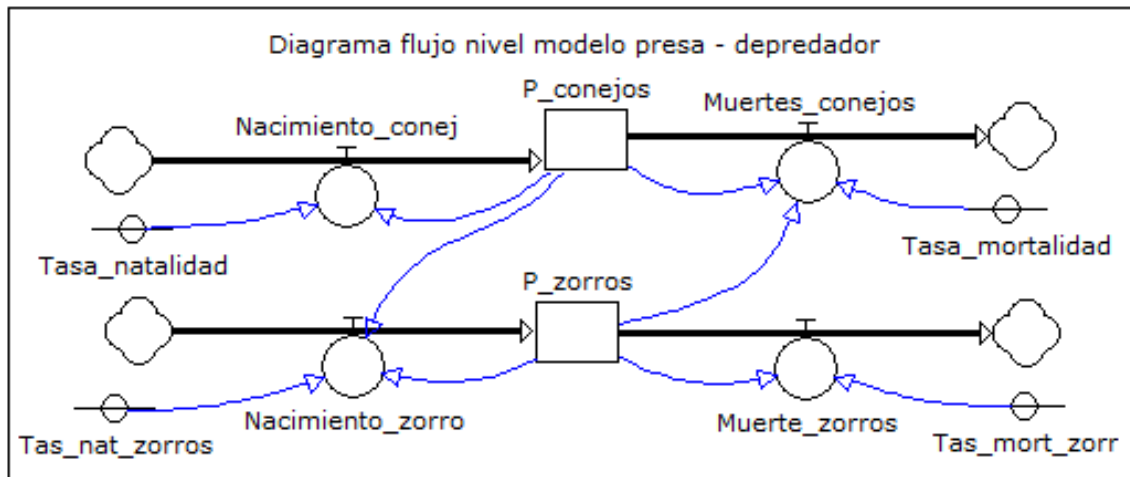 Diagrama flujo nivel modelo presa - depredador
P_conejos
Nacimiento_conej
Muertes_conejos
Tasa_natalidad
Tasa_mortalidad
P_zorros
Nacimiento_zorro
Muerte_zorros
Tas_nat_zorros
Tas_mort_zorr